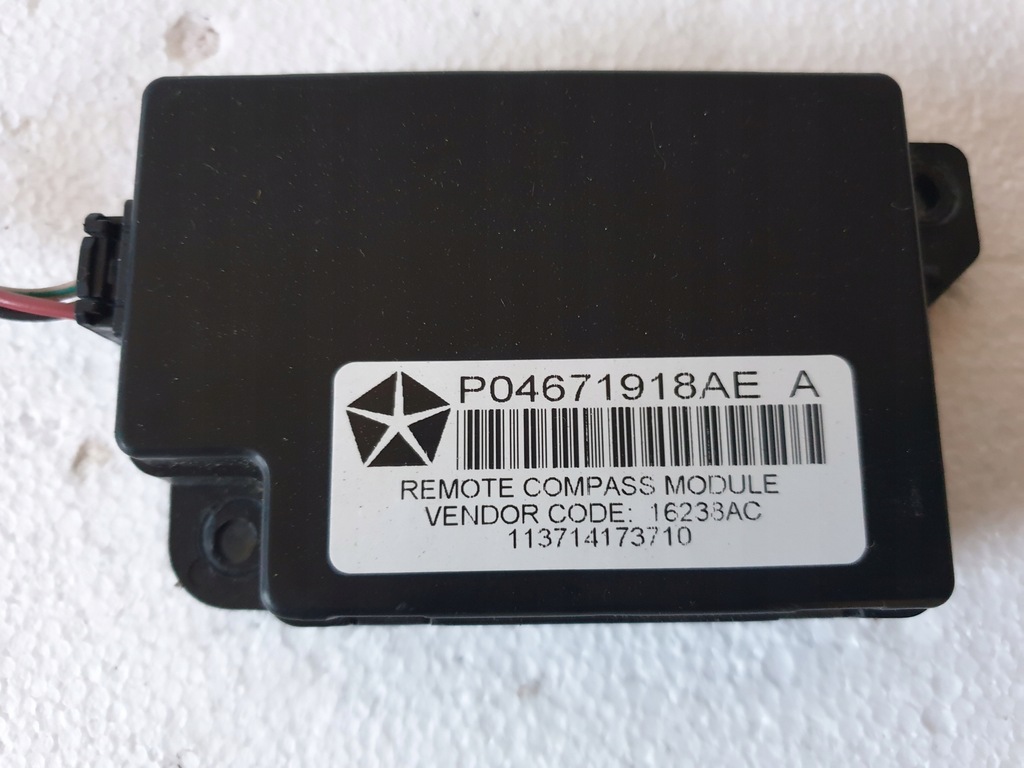 P04671918AE A
REMOTE COMPASS MODULE
VENDOR CODE: 16238AC
113714173710